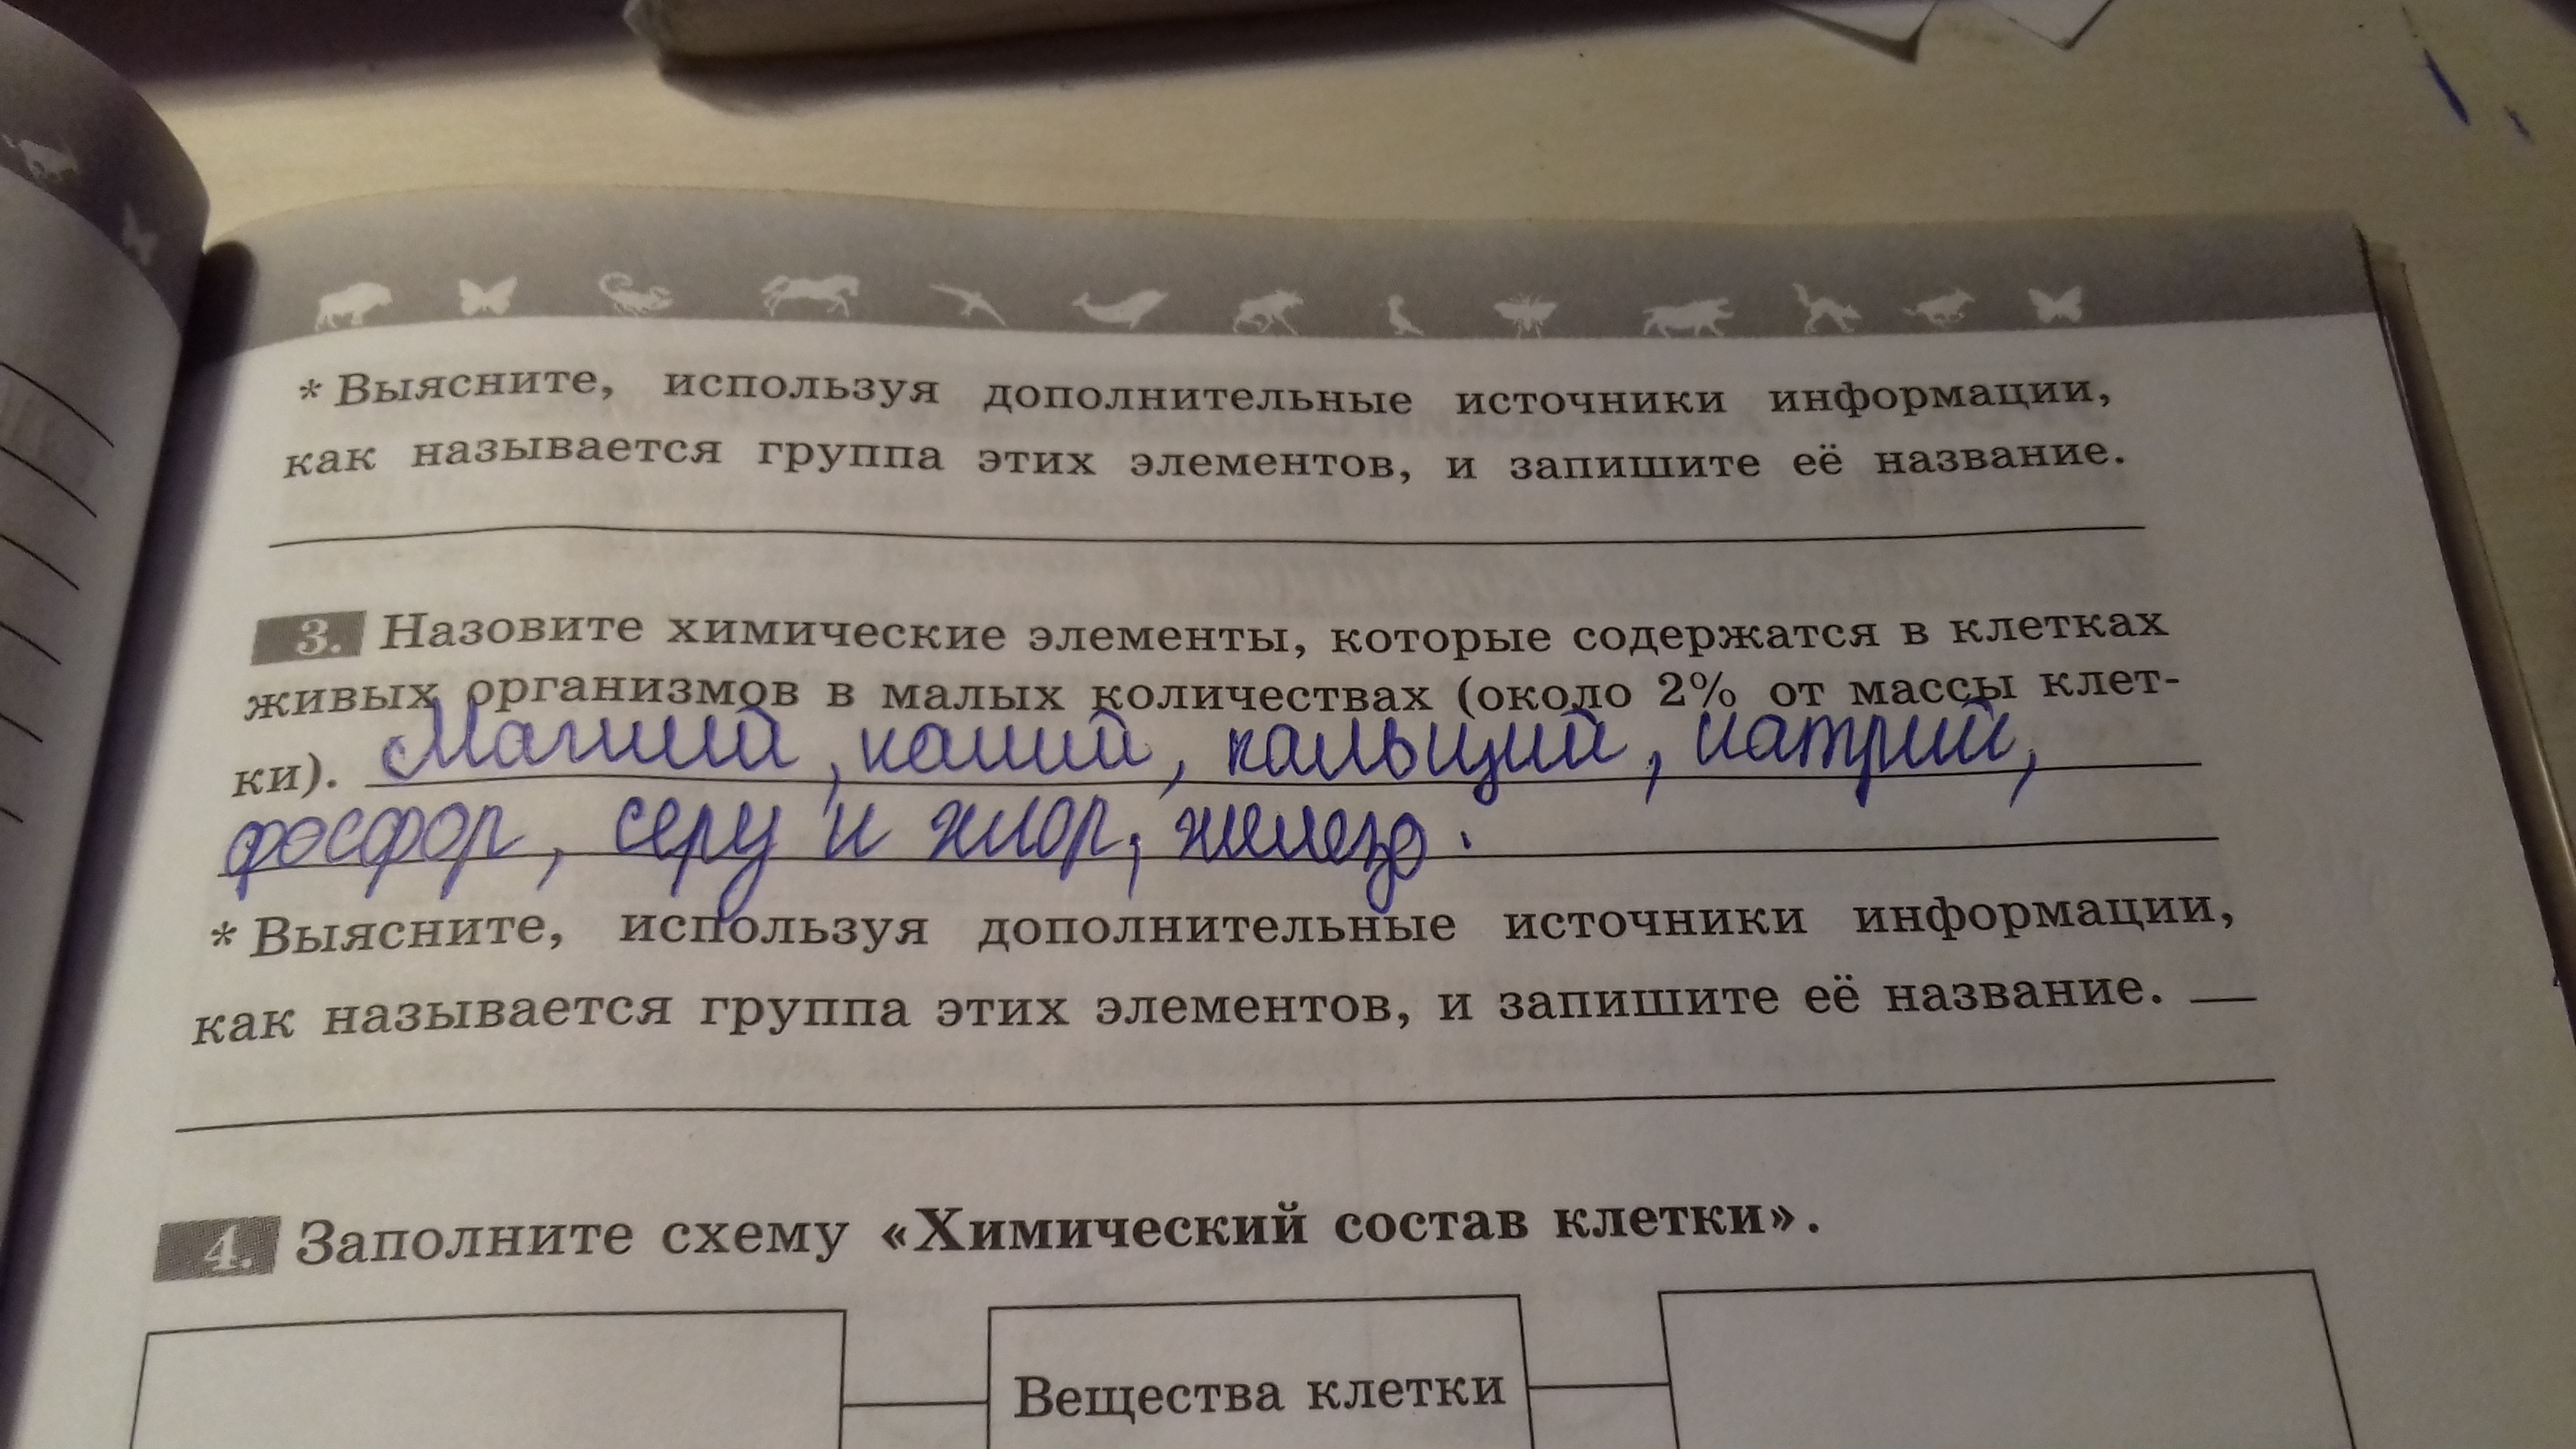 * Выясните, используя дополнительные источники информации,
как называется группа этих элементов, и запишите её название.
3. Назовите химические элементы, которые содержатся в клетках
живых организмов в малых количествах (около 2% от массы клет-
ки). Магний, калий, кальций, натрий,
фосфор, серу и хлор, железо.
* Выясните, используя дополнительные источники информации,
как называется группа этих элементов, и запишите её название.
4. Заполните схему «Химический состав клетки».
Вещества клетки